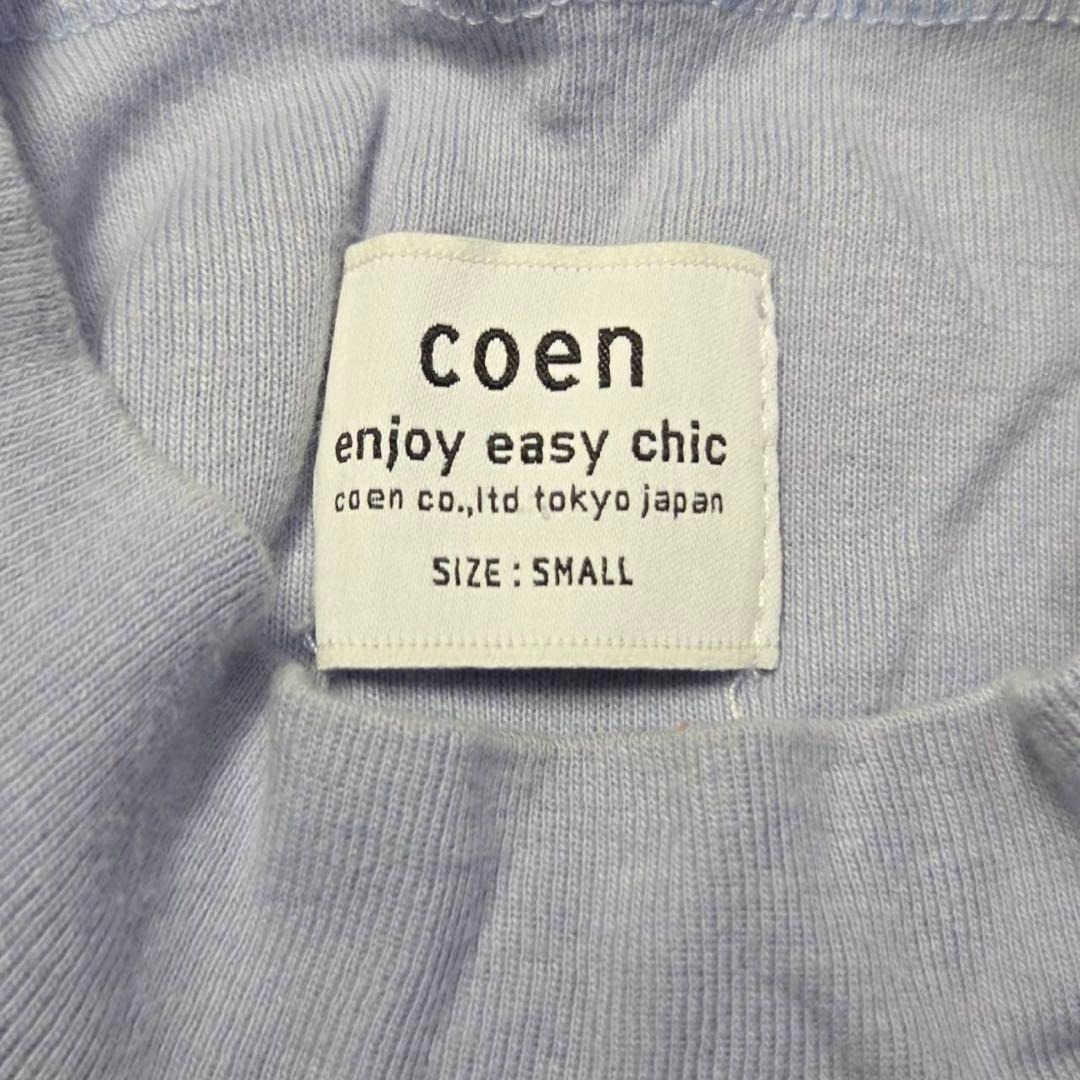 coen
enjoy easy chic
coen co.,ltd tokyo japan
SIZE : SMALL